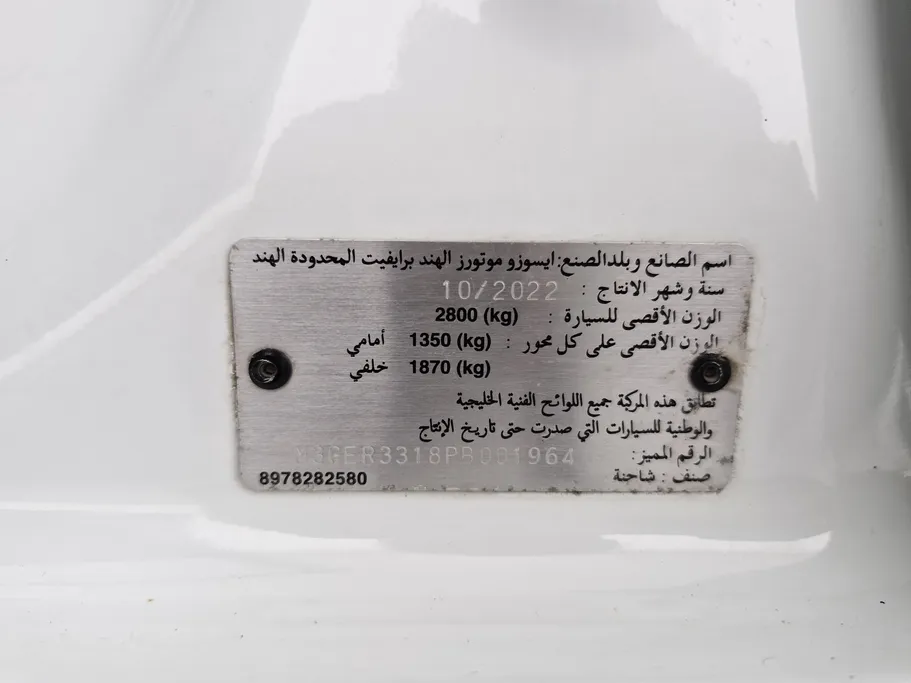 اسم الصانع وبلدالصنع: ايسوزو موتورز الهند برايفيت المحدودة الهند
سنة وشهر الانتاج : 10/2022
الوزن الأقصى للسيارة : 2800 (kg)
الوزن الأقصى على كل محور : 1350 (kg) أمامي
1870 (kg) خلفي
تطابق هذه المركبة جميع اللوائح الفنية الخليجية
والوطنية للسيارات التي صدرت حتى تاريخ الإنتاج
الرقم المميز:
صنف : شاحنة
8978282580